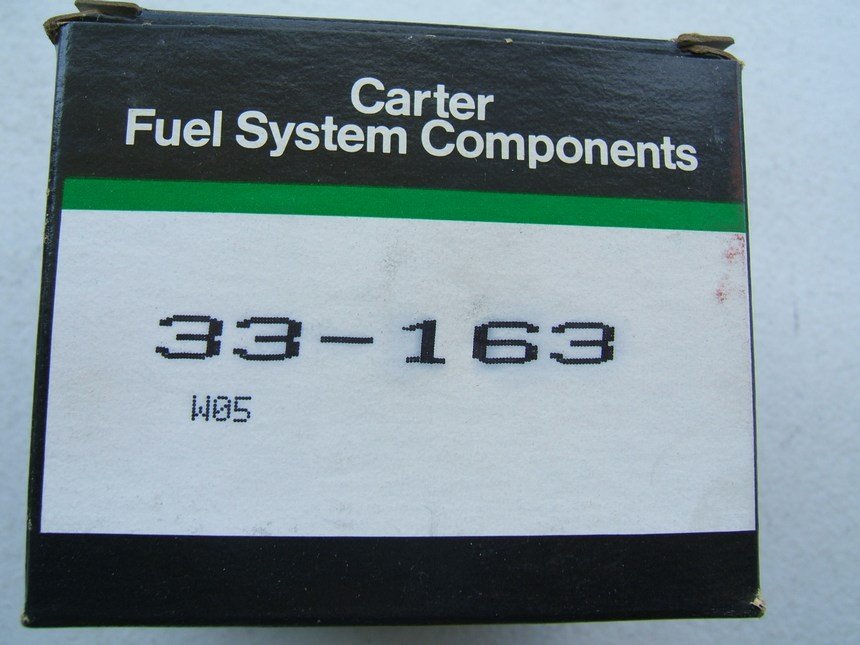 Carter
Fuel System Components
33-163
W05